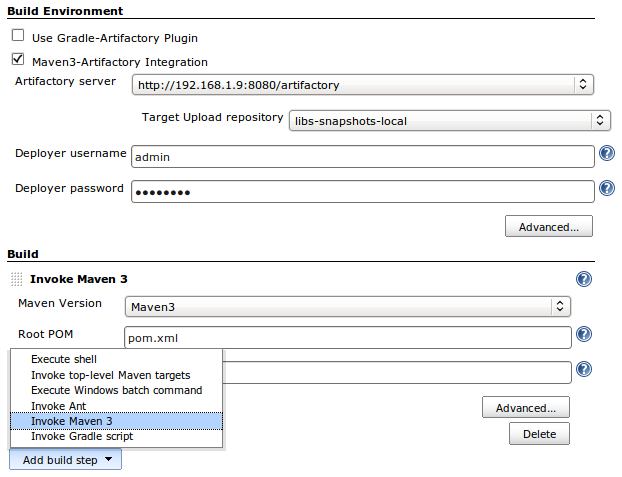 Build Environment
Use Gradle-Artifactory Plugin
Maven3-Artifactory Integration
Artifactory server http://192.168.1.9:8080/artifactory
Target Upload repository libs-snapshots-local
Deployer username admin
Deployer password ••••••••
Advanced...
Build
Invoke Maven 3
Maven Version Maven3
Root POM pom.xml
Execute shell
Invoke top-level Maven targets
Execute Windows batch command
Invoke Ant
Invoke Maven 3
Invoke Gradle script
Advanced...
Delete
Add build step